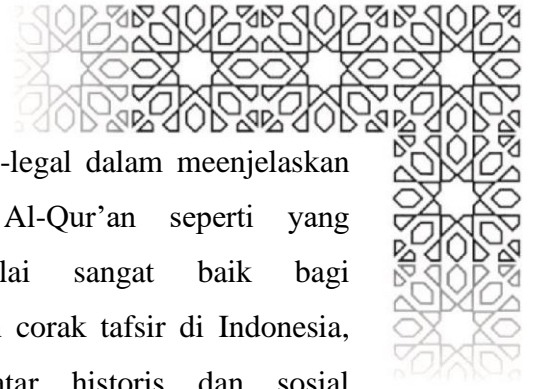 -legal dalam meenjelaskan
Al-Qur’an seperti yang
lai sangat baik bagi
corak tafsir di Indonesia,
tar historis dan sosial